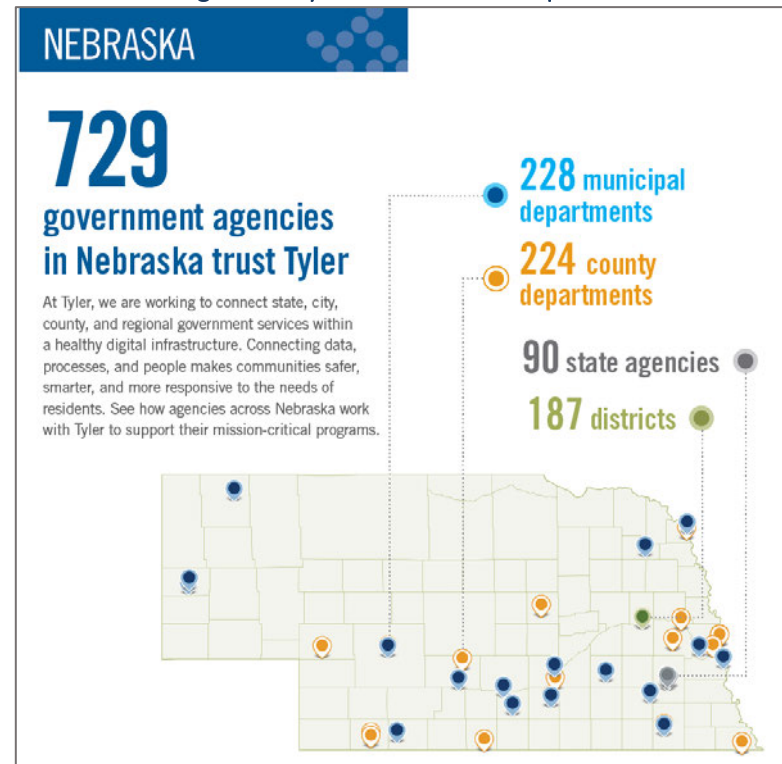 NEBRASKA
729
government agencies
in Nebraska trust Tyler
At Tyler, we are working to connect state, city,
county, and regional government services within
a healthy digital infrastructure. Connecting data,
processes, and people makes communities safer,
smarter, and more responsive to the needs of
residents. See how agencies across Nebraska work
with Tyler to support their mission-critical programs.
228 municipal
departments
224 county
departments
90 state agencies
187 districts